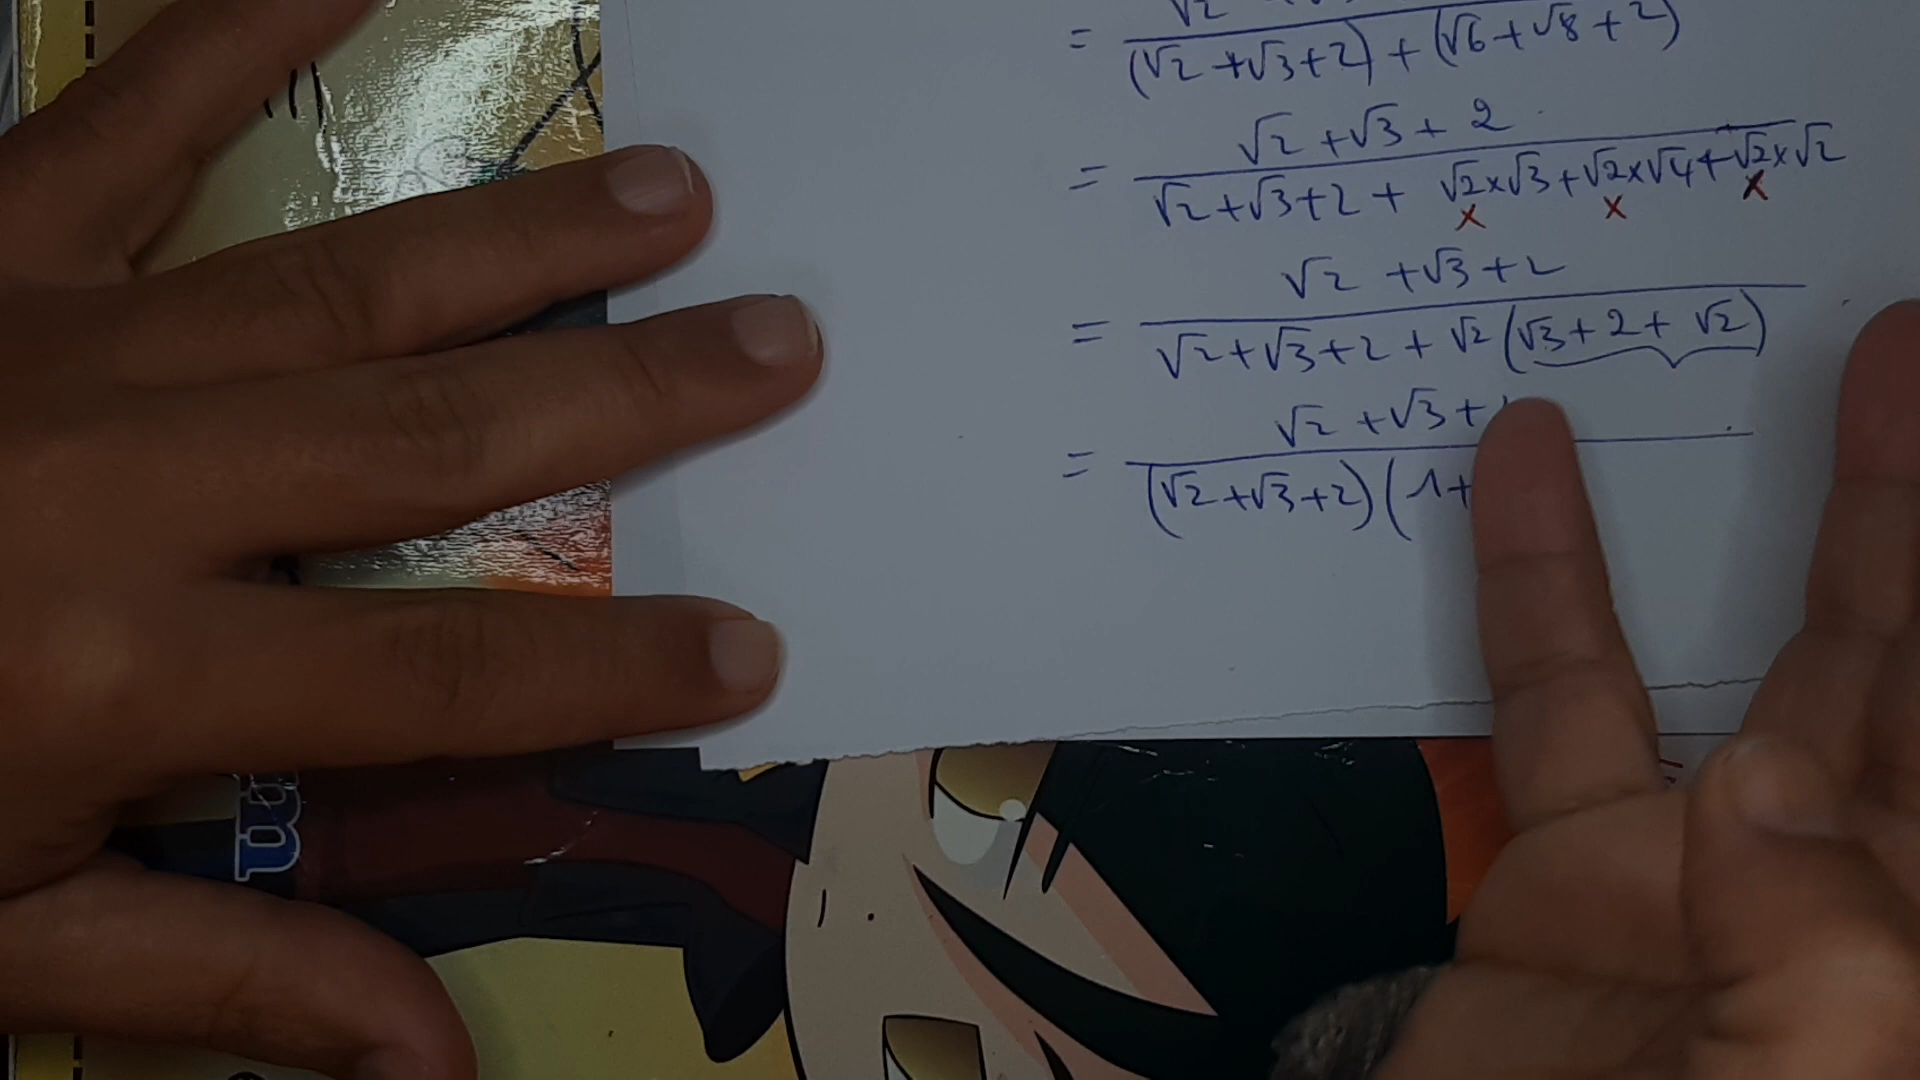 = √2
(√2 + √3 + 2) + (√6 + √8 + 2)
= √2 + √3 + 2
√2 + √3 + 2 + √2 × √3 + √2 × √4 + √2 × √2
x x x
= √2 + √3 + 2
√2 + √3 + 2 + √2 (√3 + 2 + √2)
= √2 + √3 +
(√2 + √3 + 2) (1 +
m